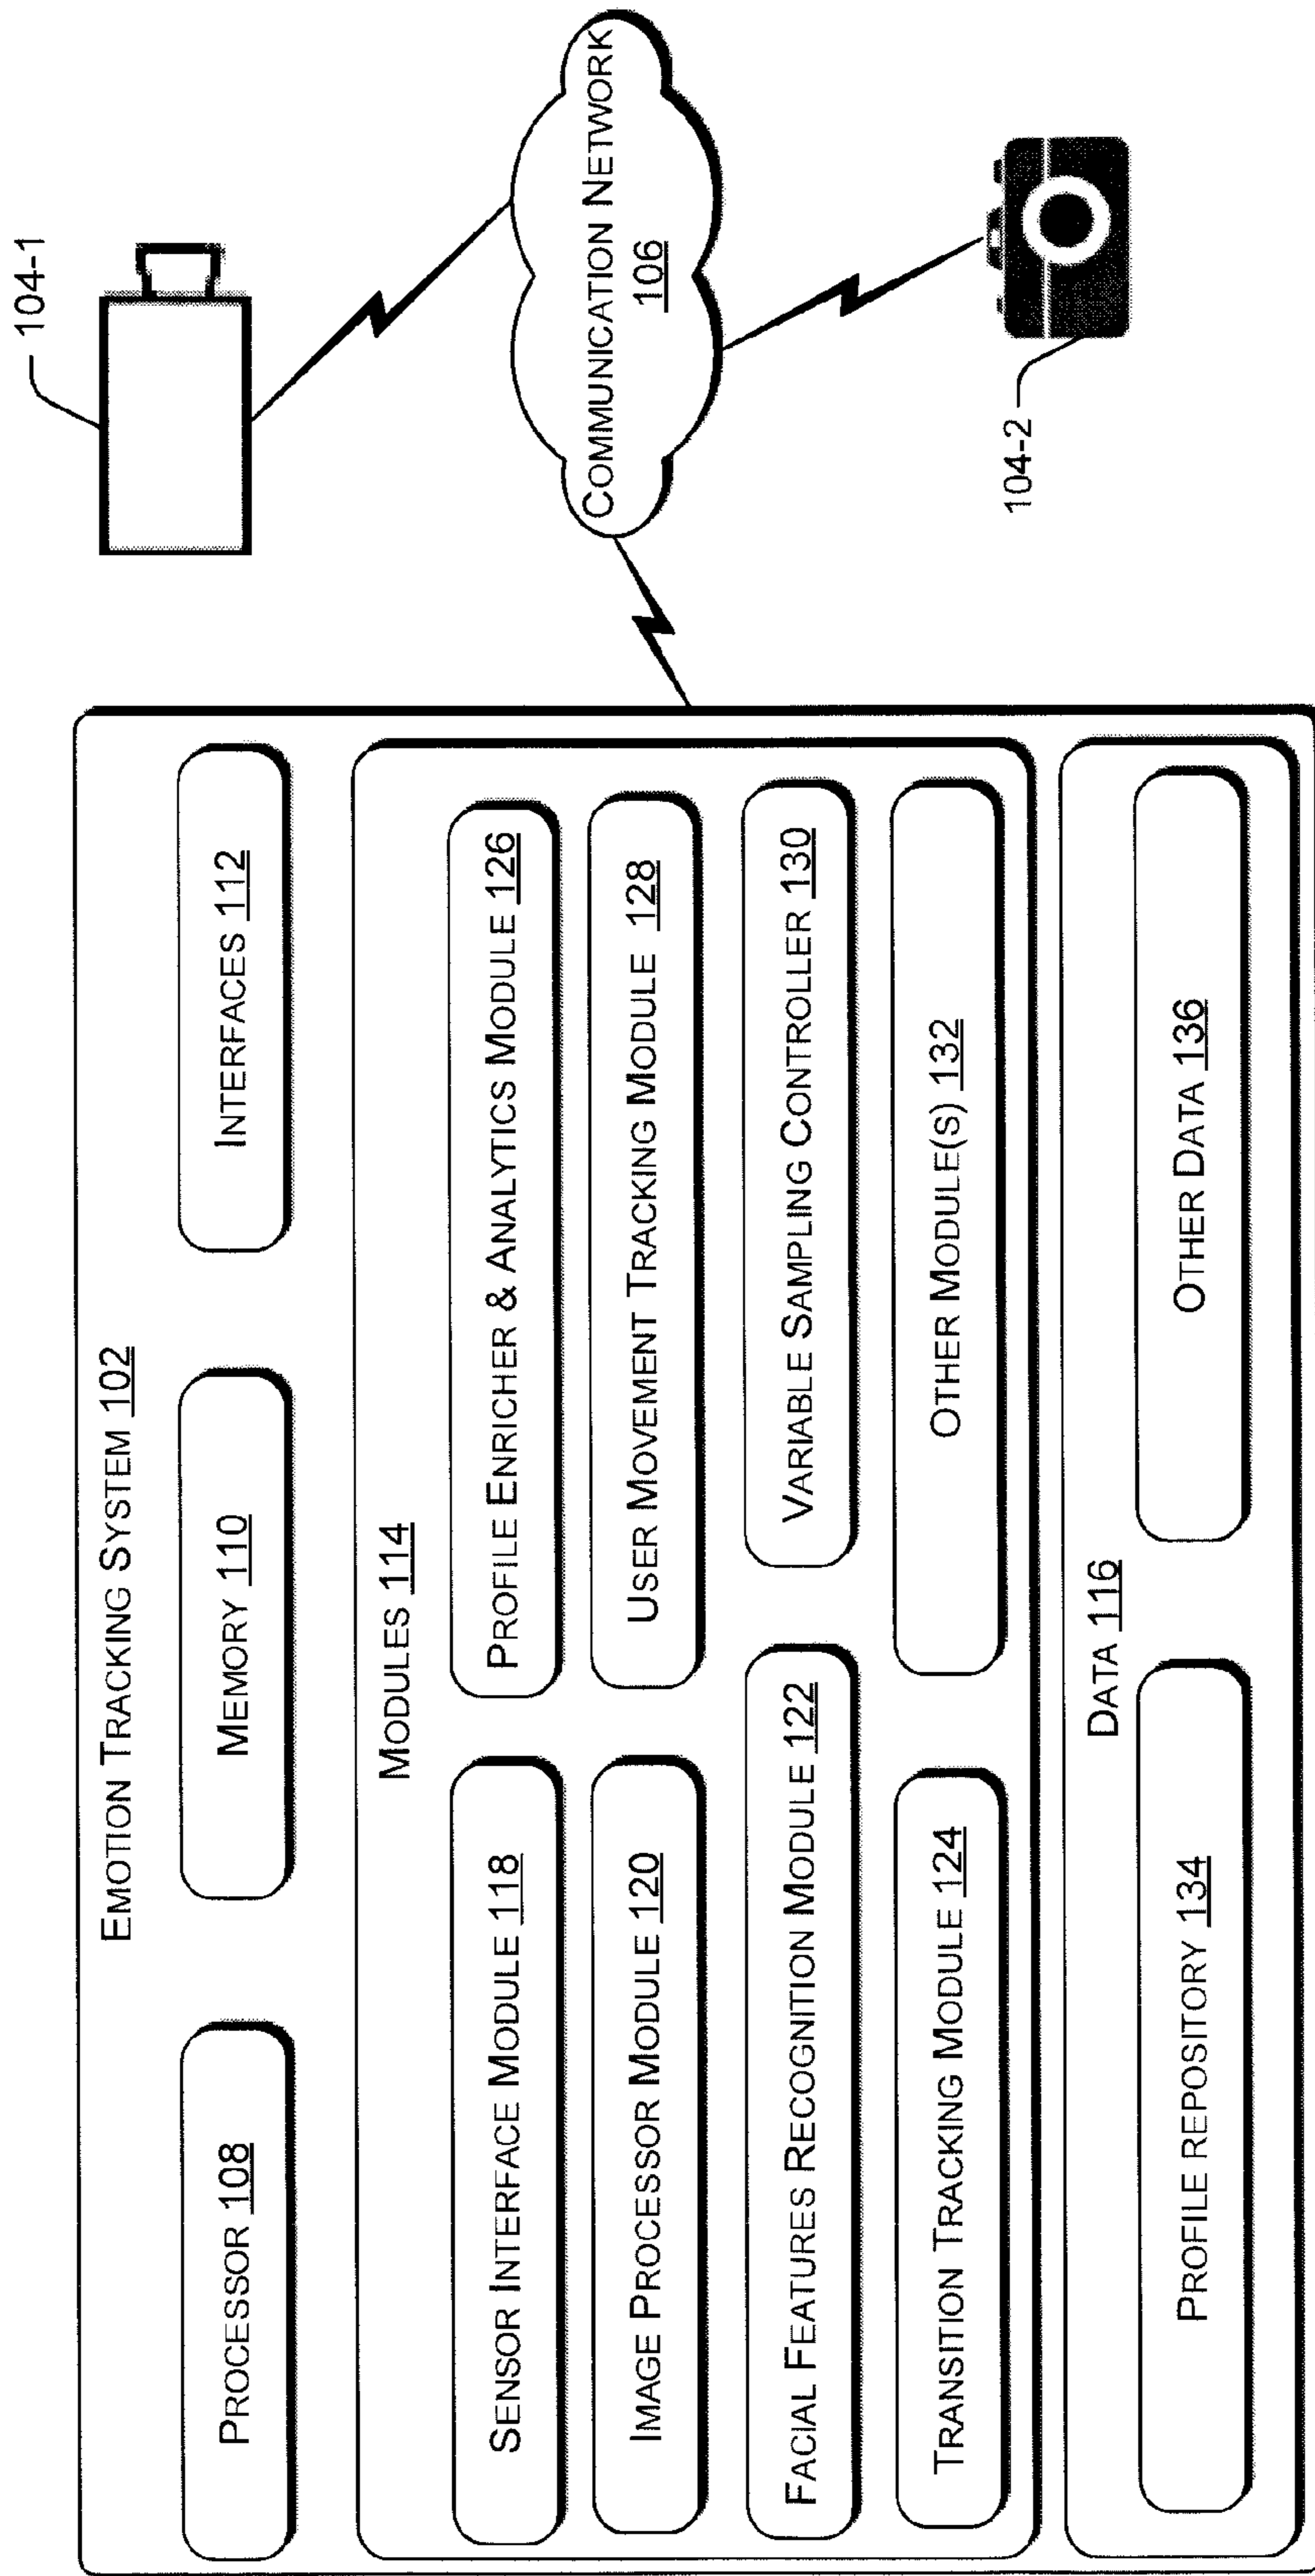 EMOTION TRACKING SYSTEM 102
PROCESSOR 108
MEMORY 110
INTERFACES 112
MODULES 114
SENSOR INTERFACE MODULE 118
PROFILE ENRICHER & ANALYTICS MODULE 126
IMAGE PROCESSOR MODULE 120
USER MOVEMENT TRACKING MODULE 128
FACIAL FEATURES RECOGNITION MODULE 122
VARIABLE SAMPLING CONTROLLER 130
TRANSITION TRACKING MODULE 124
OTHER MODULE(S) 132
DATA 116
PROFILE REPOSITORY 134
OTHER DATA 136
104-1
COMMUNICATION NETWORK
106
104-2